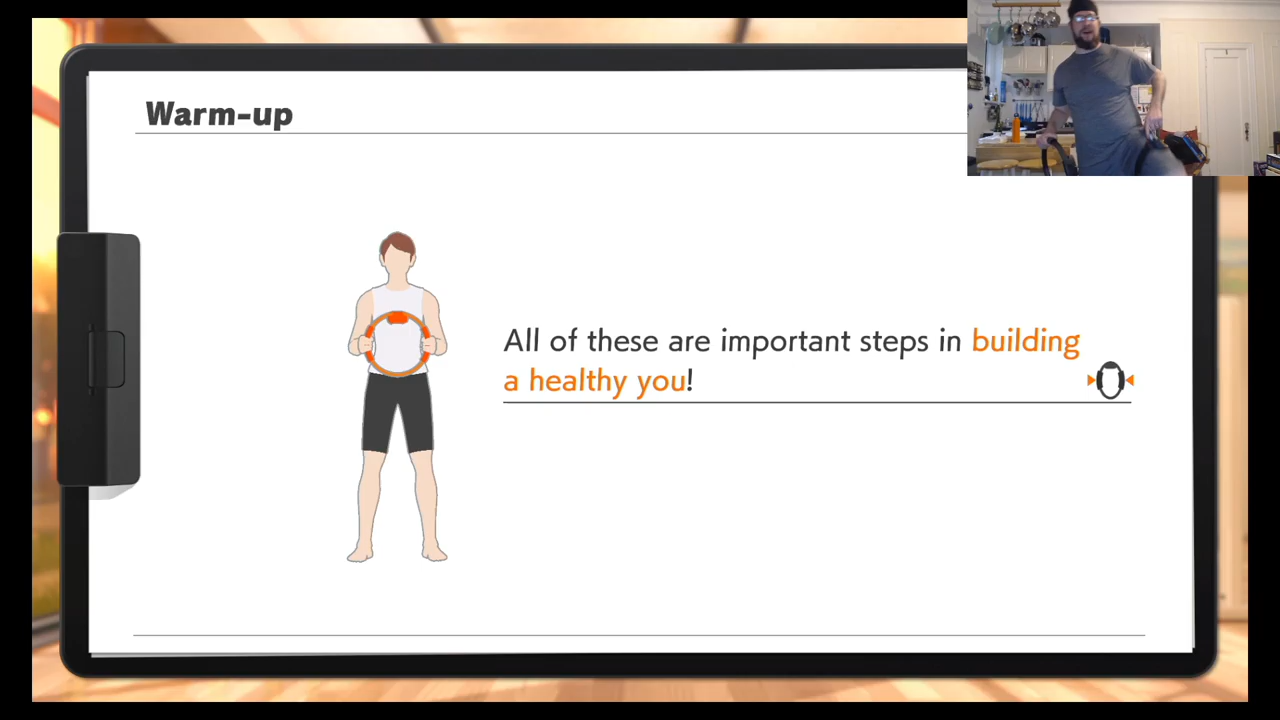 Warm-up
All of these are important steps in building
a healthy you!